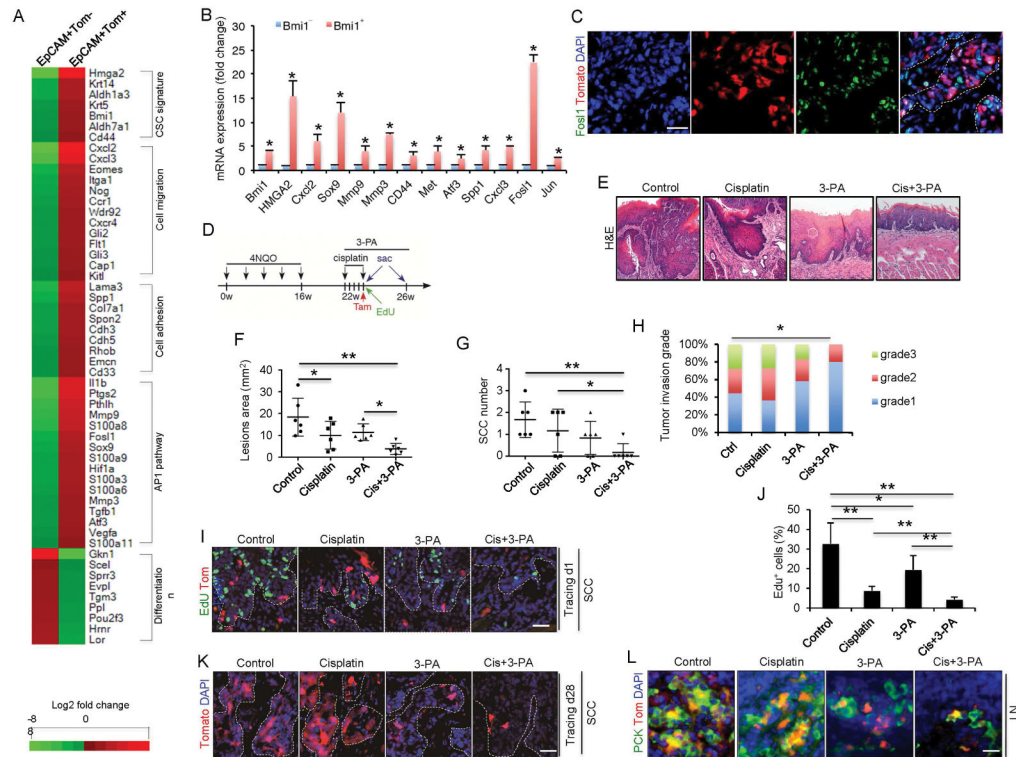 A
EpCAM+Tom-
EpCAM+Tom+
Hmga2
Krt14
Aldh1a3
Krt5
Bmi1
Aldh7a1
Cd44
CSC signature
Cxcl2
Cxcl3
Eomes
Itga1
Nog
Ccr1
Wdr92
Cxcr4
Gli2
Flt1
Gli3
Cap1
Kitl
Cell migration
Lama3
Spp1
Col7a1
Spon2
Cdh3
Cdh5
Rhob
Emcn
Cd33
Cell adhesion
Il1b
Ptgs2
Pthlh
Mmp9
S100a8
Fosl1
Sox9
S100a9
Hif1a
S100a3
S100a6
Mmp3
Tgfb1
Atf3
Vegfa
S100a11
AP1 pathway
Gkn1
Scel
Sprr3
Evpl
Tgm3
Ppl
Pou2f3
Hrnr
Lor
Differentiatio
n
Log2 fold change
-8 0 8
B
Bmi1⁻ Bmi1⁺
mRNA expression (fold change)
30
25
20
15
10
5
0
* * * * * * * * * * * * *
Bmi1 HMGA2 Cxcl2 Sox9 Mmp9 Mmp3 CD44 Met Atf3 Spp1 Cxcl3 Fosl1 Jun
C
Fosl1 Tomato DAPI
D
3-PA
4NQO cisplatin sac
0w 16w 22w 26w
Tam EdU
E
Control Cisplatin 3-PA Cis+3-PA
H&E
F
Lesions area (mm²)
40
30
20
10
0
**
*
*
Control Cisplatin 3-PA Cis+3-PA
G
SCC number
4
3
2
1
0
**
*
Control Cisplatin 3-PA Cis+3-PA
H
Tumor invasion grade
100%
80%
60%
40%
20%
0%
*
grade3
grade2
grade1
Ctrl Cisplatin 3-PA Cis+3-PA
I
Control Cisplatin 3-PA Cis+3-PA
EdU Tom
Tracing d1
SCC
J
Edu⁺ cells (%)
50
40
30
20
10
0
**
*
** **
**
Control Cisplatin 3-PA Cis+3-PA
K
Control Cisplatin 3-PA Cis+3-PA
Tomato DAPI
Tracing d28
SCC
L
Control Cisplatin 3-PA Cis+3-PA
PCK Tom DAPI
LN